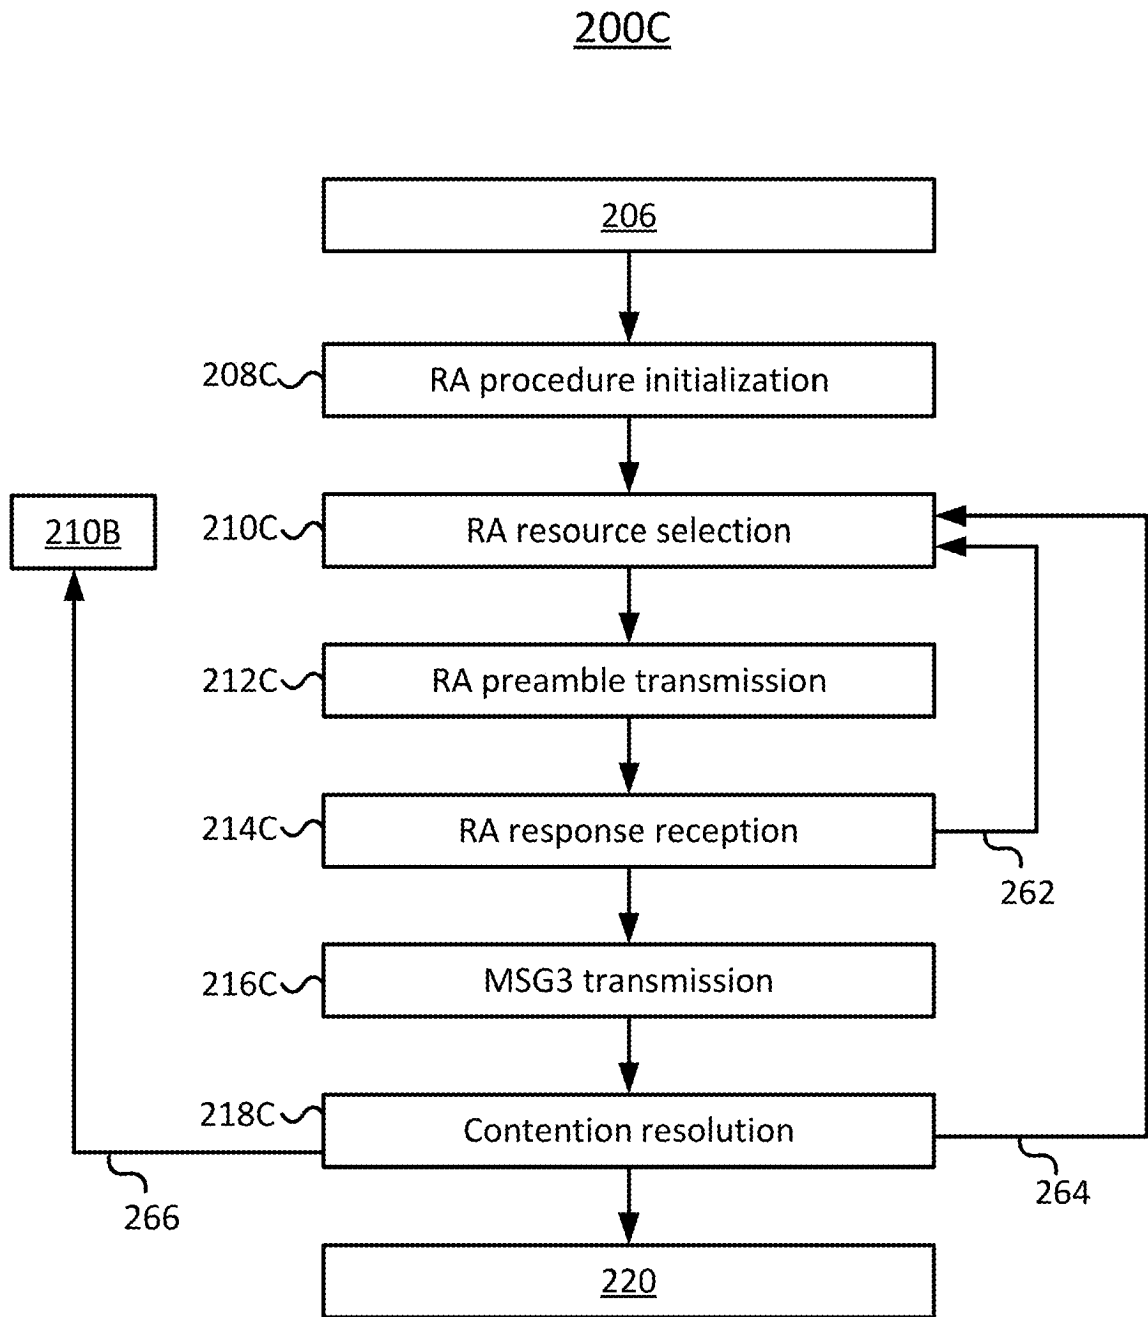 200C
206
208C
RA procedure initialization
210B
210C
RA resource selection
212C
RA preamble transmission
214C
RA response reception
262
216C
MSG3 transmission
218C
Contention resolution
266
264
220